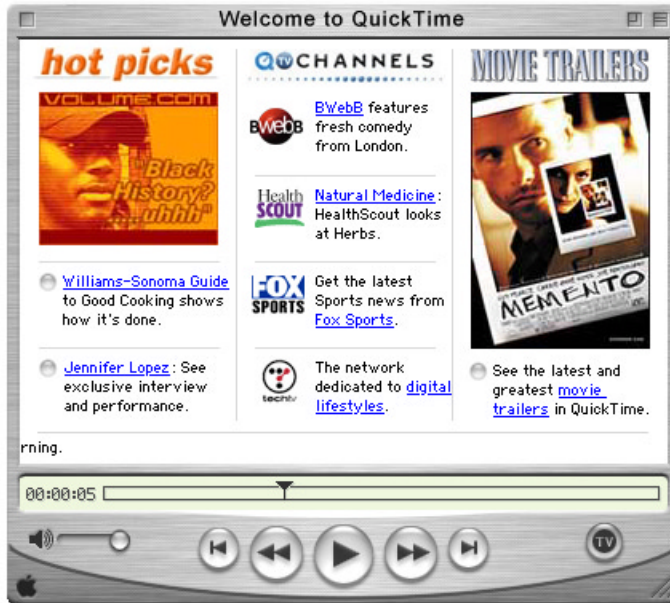 Welcome to QuickTime
hot picks
VOLUME.COM
"Black
History?
...uhhh"
Williams-Sonoma Guide
to Good Cooking shows
how it's done.
Jennifer Lopez: See
exclusive interview
and performance.
QTV CHANNELS
BWebB
BWebB features
fresh comedy
from London.
Health
SCOUT
Natural Medicine:
HealthScout looks
at Herbs.
FOX
SPORTS
Get the latest
Sports news from
Fox Sports.
techtv
The network
dedicated to digital
lifestyles.
MOVIE TRAILERS
MEMENTO
See the latest and
greatest movie
trailers in QuickTime.
rning.
00:00:05
TV